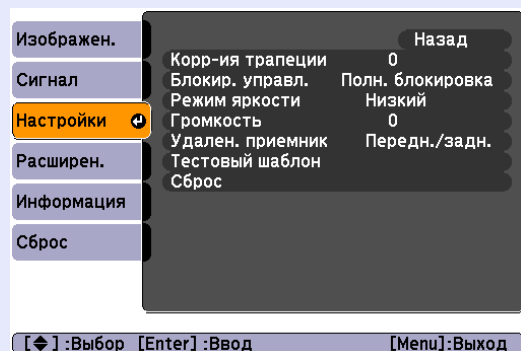 Изображен.
Сигнал
Настройки
Расширен.
Информация
Сброс
Назад
Корр-ия трапеции 0
Блокир. управл. Полн. блокировка
Режим яркости Низкий
Громкость 0
Удален. приемник Передн./задн.
Тестовый шаблон
Сброс
[◆] :Выбор [Enter] :Ввод [Menu]:Выход